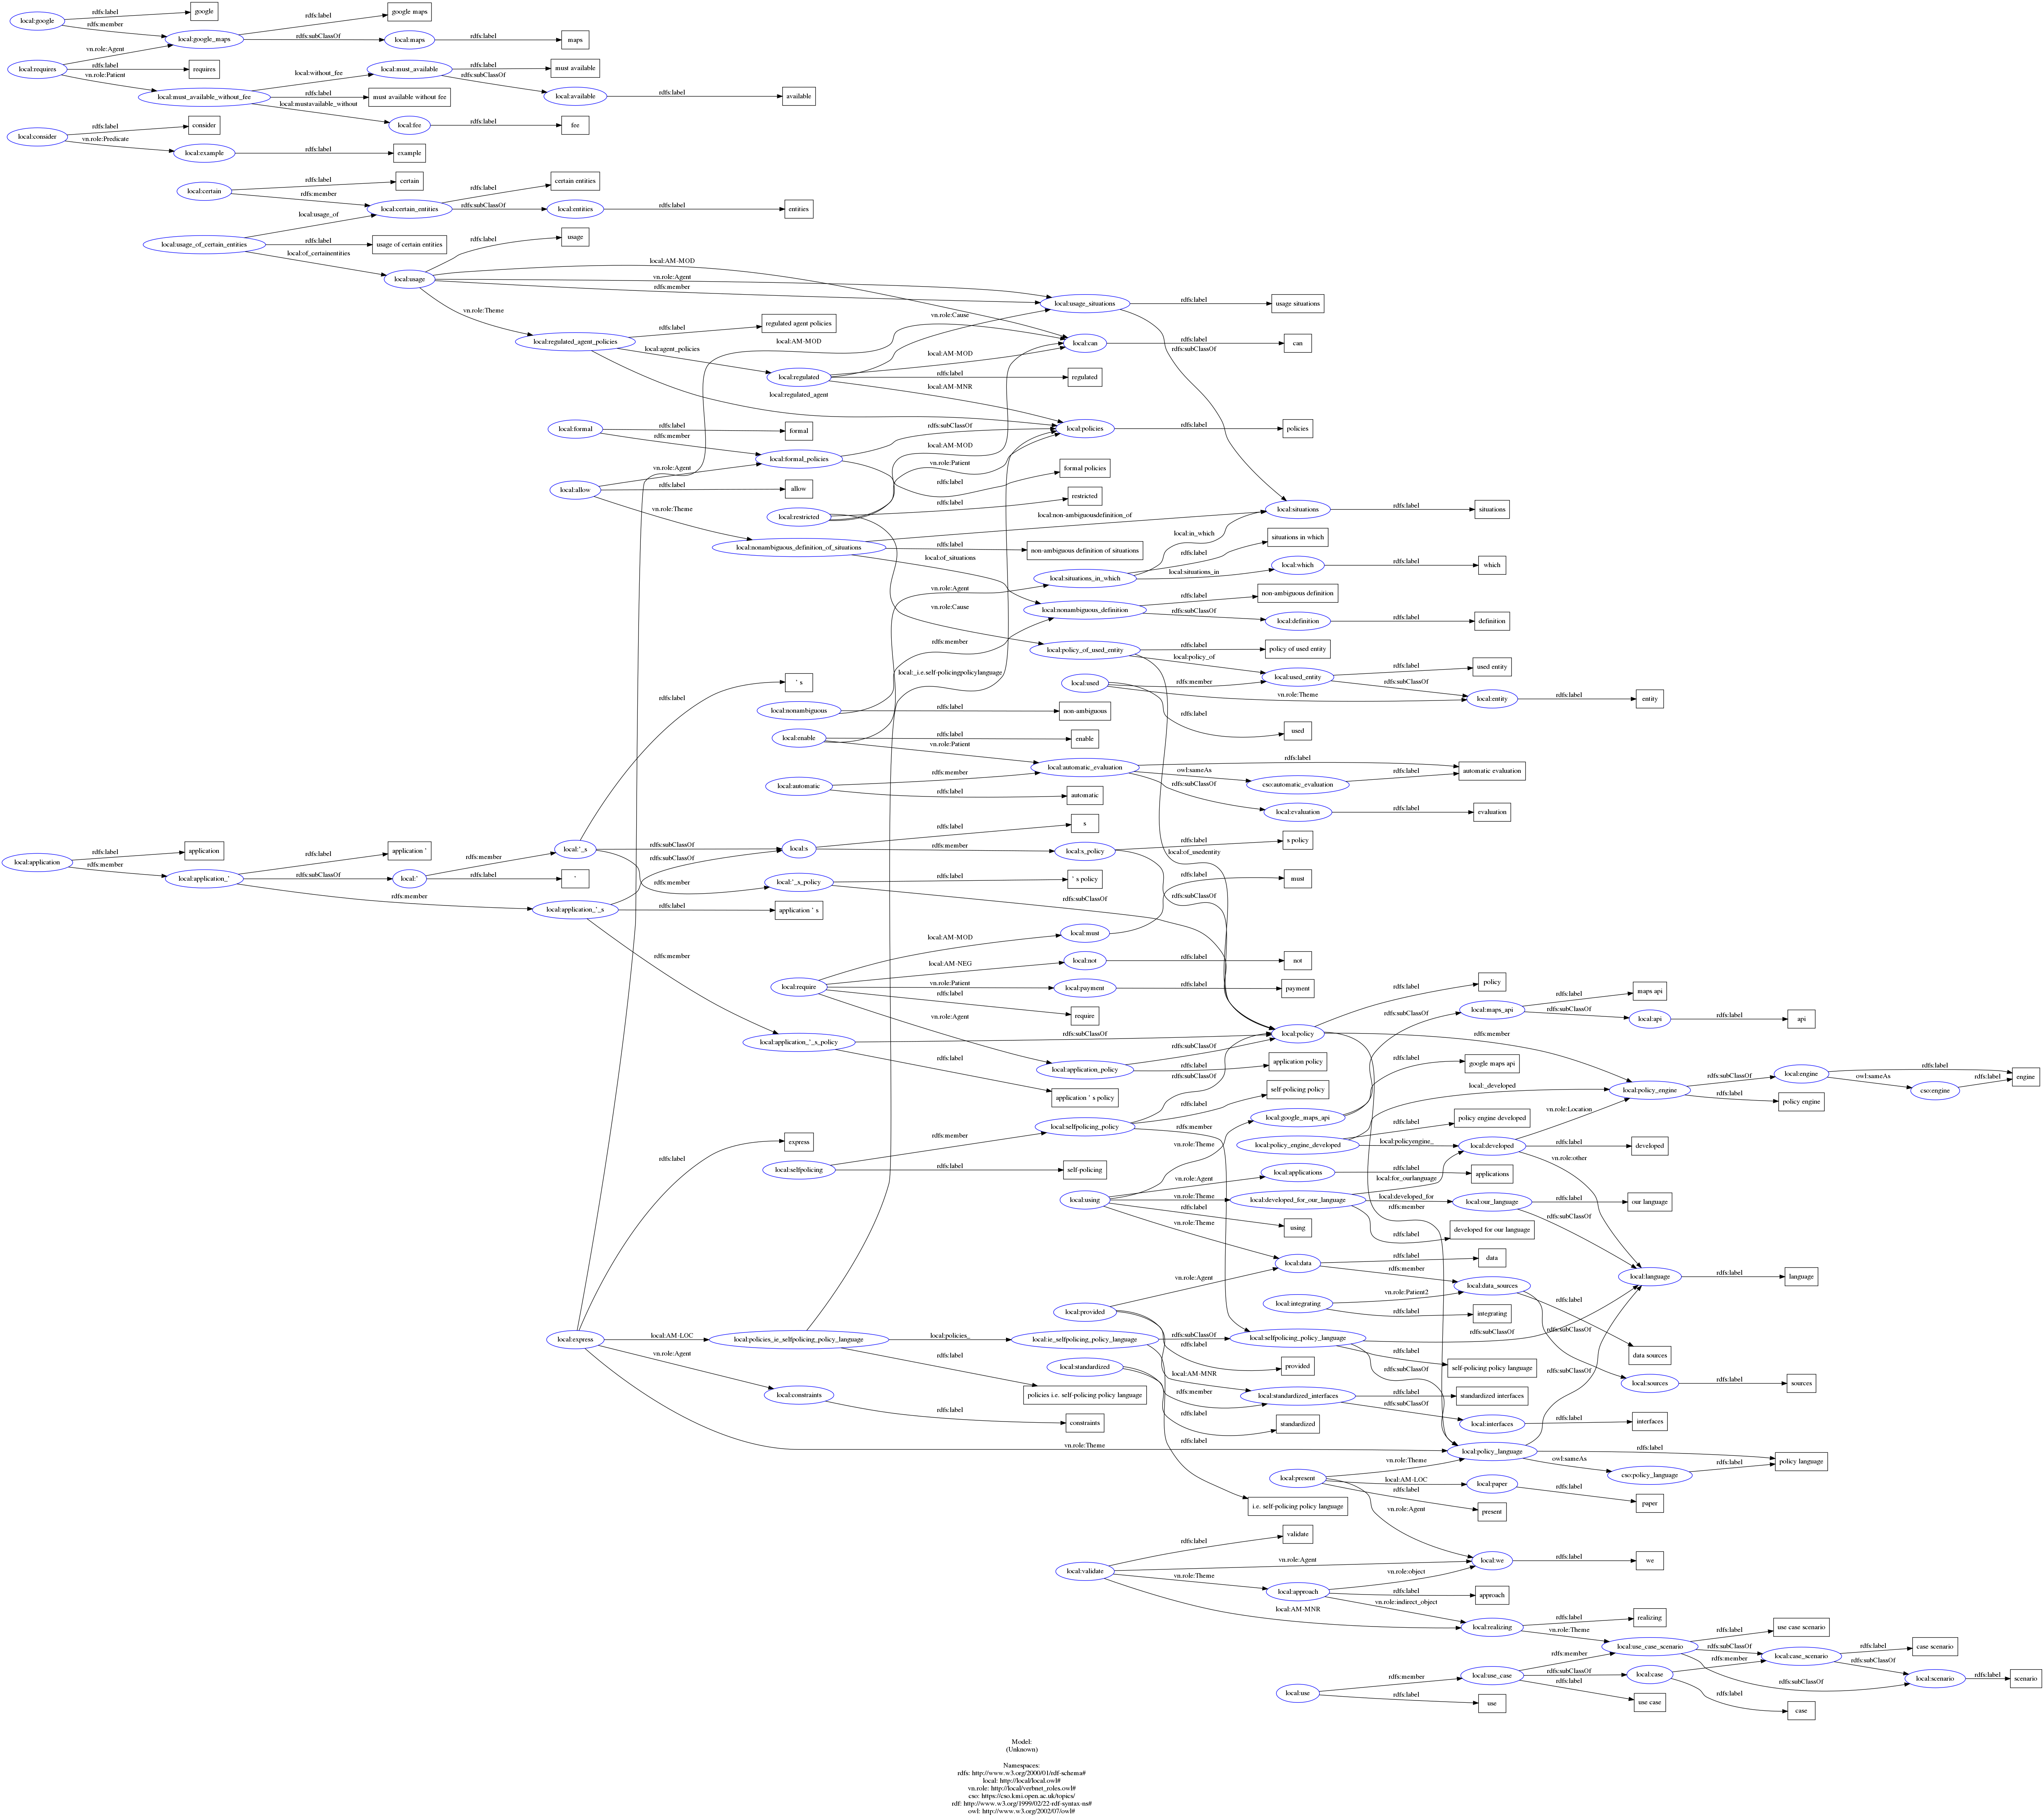 rdfs:label
google
local:google
rdfs:member
rdfs:label
google maps
local:google_maps
rdfs:subClassOf
local:maps
rdfs:label
maps
vn.role:Agent
local:requires
rdfs:label
requires
vn.role:Patient
local:without_fee
local:must_available
rdfs:label
must available
rdfs:subClassOf
local:must_available_without_fee
rdfs:label
must available without fee
local:mustavailable_without
local:available
rdfs:label
available
local:fee
rdfs:label
fee
local:consider
rdfs:label
consider
vn.role:Predicate
local:example
rdfs:label
example
local:certain
rdfs:label
certain
rdfs:member
local:certain_entities
rdfs:label
certain entities
rdfs:subClassOf
local:entities
rdfs:label
entities
local:usage_of
local:usage_of_certain_entities
rdfs:label
usage of certain entities
local:of_certainentities
local:usage
rdfs:label
usage
local:AM-MOD
vn.role:Agent
rdfs:member
local:usage_situations
rdfs:label
usage situations
vn.role:Theme
vn.role:Cause
local:regulated_agent_policies
rdfs:label
regulated agent policies
local:AM-MOD
local:agent_policies
local:can
rdfs:label
can
rdfs:subClassOf
local:AM-MOD
local:regulated
rdfs:label
regulated
local:AM-MNR
local:regulated_agent
local:formal
rdfs:label
formal
rdfs:member
rdfs:subClassOf
local:policies
rdfs:label
policies
local:AM-MOD
local:formal_policies
vn.role:Patient
vn.role:Agent
rdfs:label
formal policies
local:allow
rdfs:label
allow
rdfs:label
restricted
vn.role:Theme
local:restricted
local:non-ambiguousdefinition_of
local:situations
rdfs:label
situations
local:nonambiguous_definition_of_situations
rdfs:label
non-ambiguous definition of situations
local:of_situations
local:in_which
rdfs:label
situations in which
local:situations_in_which
local:situations_in
local:which
rdfs:label
which
vn.role:Agent
vn.role:Cause
local:nonambiguous_definition
rdfs:label
non-ambiguous definition
rdfs:subClassOf
local:definition
rdfs:label
definition
rdfs:member
local:policy_of_used_entity
rdfs:label
policy of used entity
local:policy_of
local:_i.e.self-policingpolicylanguage
local:used
rdfs:member
local:used_entity
rdfs:label
used entity
rdfs:subClassOf
vn.role:Theme
local:entity
rdfs:label
entity
rdfs:label
used
rdfs:label
' s
local:nonambiguous
rdfs:label
non-ambiguous
local:enable
rdfs:label
enable
vn.role:Patient
local:automatic_evaluation
rdfs:label
automatic evaluation
owl:sameAs
cso:automatic_evaluation
rdfs:label
rdfs:subClassOf
local:evaluation
rdfs:label
evaluation
local:automatic
rdfs:member
rdfs:label
automatic
local:application
rdfs:label
application
rdfs:member
local:application_'
rdfs:label
application '
rdfs:subClassOf
local:'
rdfs:member
rdfs:label
'
rdfs:member
local:'_s
rdfs:subClassOf
local:s
rdfs:label
s
rdfs:member
local:s_policy
rdfs:label
s policy
local:of_usedentity
rdfs:subClassOf
rdfs:member
local:'_s_policy
rdfs:label
' s policy
rdfs:subClassOf
rdfs:label
must
rdfs:subClassOf
local:application_'_s
rdfs:label
application ' s
rdfs:member
local:AM-MOD
local:must
local:AM-NEG
local:not
rdfs:label
not
local:require
vn.role:Patient
local:payment
rdfs:label
payment
rdfs:label
require
vn.role:Agent
local:application_'_s_policy
rdfs:subClassOf
rdfs:label
application ' s policy
local:application_policy
rdfs:subClassOf
rdfs:label
application policy
local:policy
rdfs:label
policy
rdfs:member
rdfs:subClassOf
local:maps_api
rdfs:label
maps api
rdfs:subClassOf
local:api
rdfs:label
api
rdfs:label
google maps api
local:google_maps_api
rdfs:subClassOf
rdfs:label
self-policing policy
local:selfpolicing_policy
rdfs:member
local:_developed
local:policy_engine
rdfs:subClassOf
local:engine
rdfs:label
engine
owl:sameAs
cso:engine
rdfs:label
rdfs:label
policy engine
vn.role:Location
rdfs:label
policy engine developed
local:policy_engine_developed
local:policyengine_
local:developed
rdfs:label
developed
vn.role:other
local:selfpolicing
rdfs:member
rdfs:label
self-policing
rdfs:label
express
vn.role:Theme
local:using
vn.role:Agent
local:applications
rdfs:label
applications
local:for_ourlanguage
vn.role:Theme
local:developed_for_our_language
local:developed_for
rdfs:member
local:our_language
rdfs:label
our language
rdfs:subClassOf
rdfs:label
using
rdfs:label
developed for our language
vn.role:Theme
local:data
rdfs:label
data
rdfs:member
local:data_sources
rdfs:label
data sources
rdfs:subClassOf
local:sources
rdfs:label
sources
local:language
rdfs:label
language
vn.role:Agent
local:provided
local:integrating
vn.role:Patient2
rdfs:label
integrating
local:express
local:AM-LOC
local:policies_ie_selfpolicing_policy_language
local:policies_
local:ie_selfpolicing_policy_language
rdfs:subClassOf
rdfs:label
local:selfpolicing_policy_language
rdfs:subClassOf
rdfs:label
self-policing policy language
rdfs:subClassOf
provided
vn.role:Agent
rdfs:label
policies i.e. self-policing policy language
local:standardized
local:AM-MNR
rdfs:member
local:standardized_interfaces
rdfs:label
standardized interfaces
rdfs:subClassOf
local:interfaces
rdfs:label
interfaces
rdfs:label
standardized
rdfs:label
i.e. self-policing policy language
local:constraints
rdfs:label
constraints
vn.role:Theme
rdfs:subClassOf
local:policy_language
rdfs:label
policy language
owl:sameAs
cso:policy_language
rdfs:label
local:present
vn.role:Theme
local:AM-LOC
local:paper
rdfs:label
paper
rdfs:label
present
vn.role:Agent
rdfs:label
validate
local:validate
vn.role:Agent
local:we
rdfs:label
we
vn.role:Theme
local:approach
vn.role:object
rdfs:label
approach
vn.role:indirect_object
local:AM-MNR
local:realizing
rdfs:label
realizing
vn.role:Theme
local:use_case_scenario
rdfs:label
use case scenario
rdfs:subClassOf
local:case_scenario
rdfs:label
case scenario
rdfs:subClassOf
local:scenario
rdfs:label
scenario
rdfs:member
rdfs:member
rdfs:subClassOf
local:use
rdfs:member
local:use_case
rdfs:subClassOf
local:case
rdfs:label
use case
rdfs:label
use
rdfs:label
case
Model:
(Unknown)
Namespaces:
rdfs: http://www.w3.org/2000/01/rdf-schema#
local: http://local/local.owl#
vn.role: http://local/verbnet_roles.owl#
cso: https://cso.kmi.open.ac.uk/topics/
rdf: http://www.w3.org/1999/02/22-rdf-syntax-ns#
owl: http://www.w3.org/2002/07/owl#